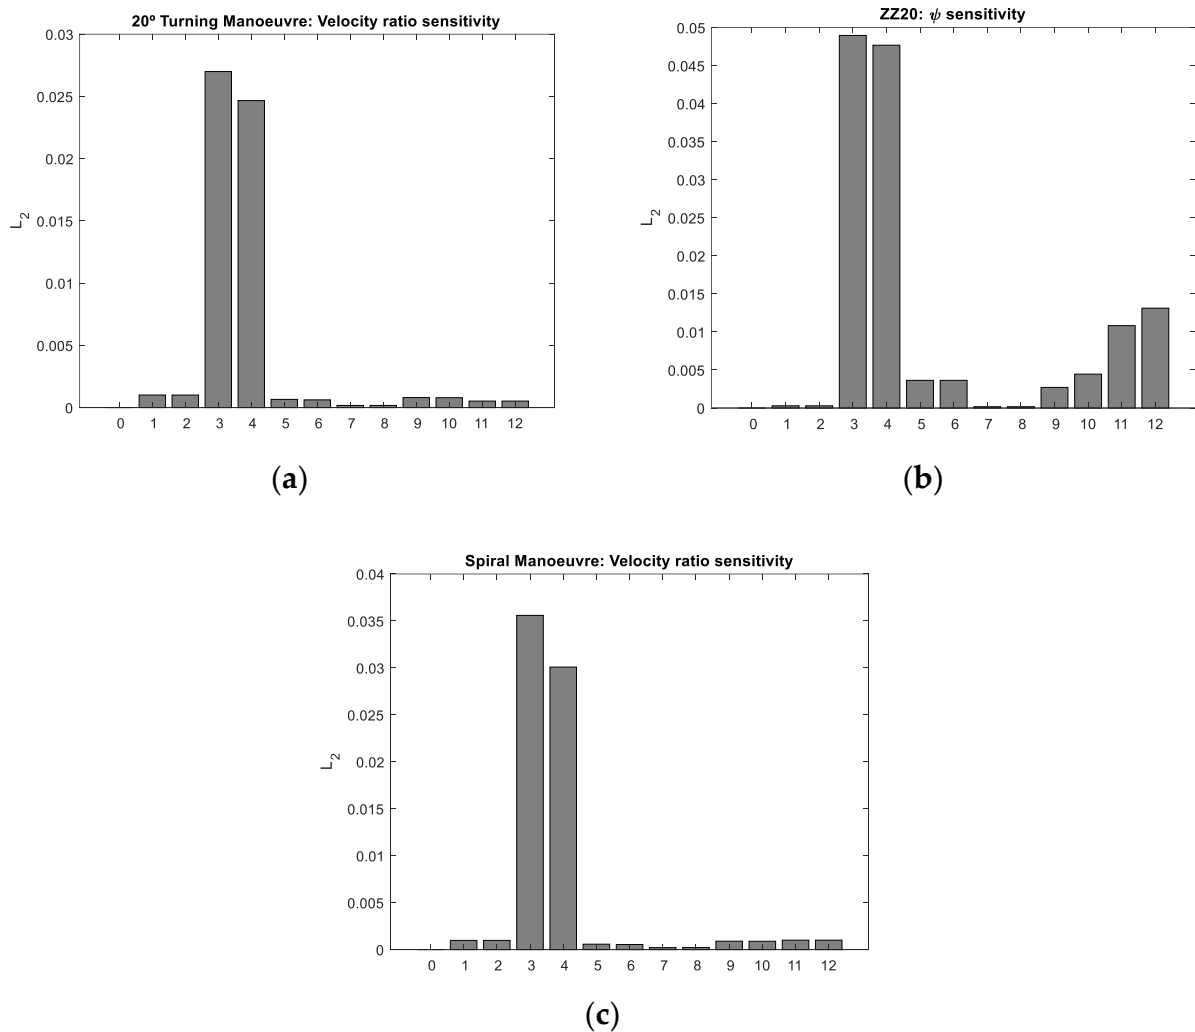 20º Turning Manoeuvre: Velocity ratio sensitivity
0.03
0.025
0.02
0.015
0.01
0.005
0
L2
0 1 2 3 4 5 6 7 8 9 10 11 12
(a)
ZZ20: ψ sensitivity
0.05
0.045
0.04
0.035
0.03
0.025
0.02
0.015
0.01
0.005
0
L2
0 1 2 3 4 5 6 7 8 9 10 11 12
(b)
Spiral Manoeuvre: Velocity ratio sensitivity
0.04
0.035
0.03
0.025
0.02
0.015
0.01
0.005
0
L2
0 1 2 3 4 5 6 7 8 9 10 11 12
(c)